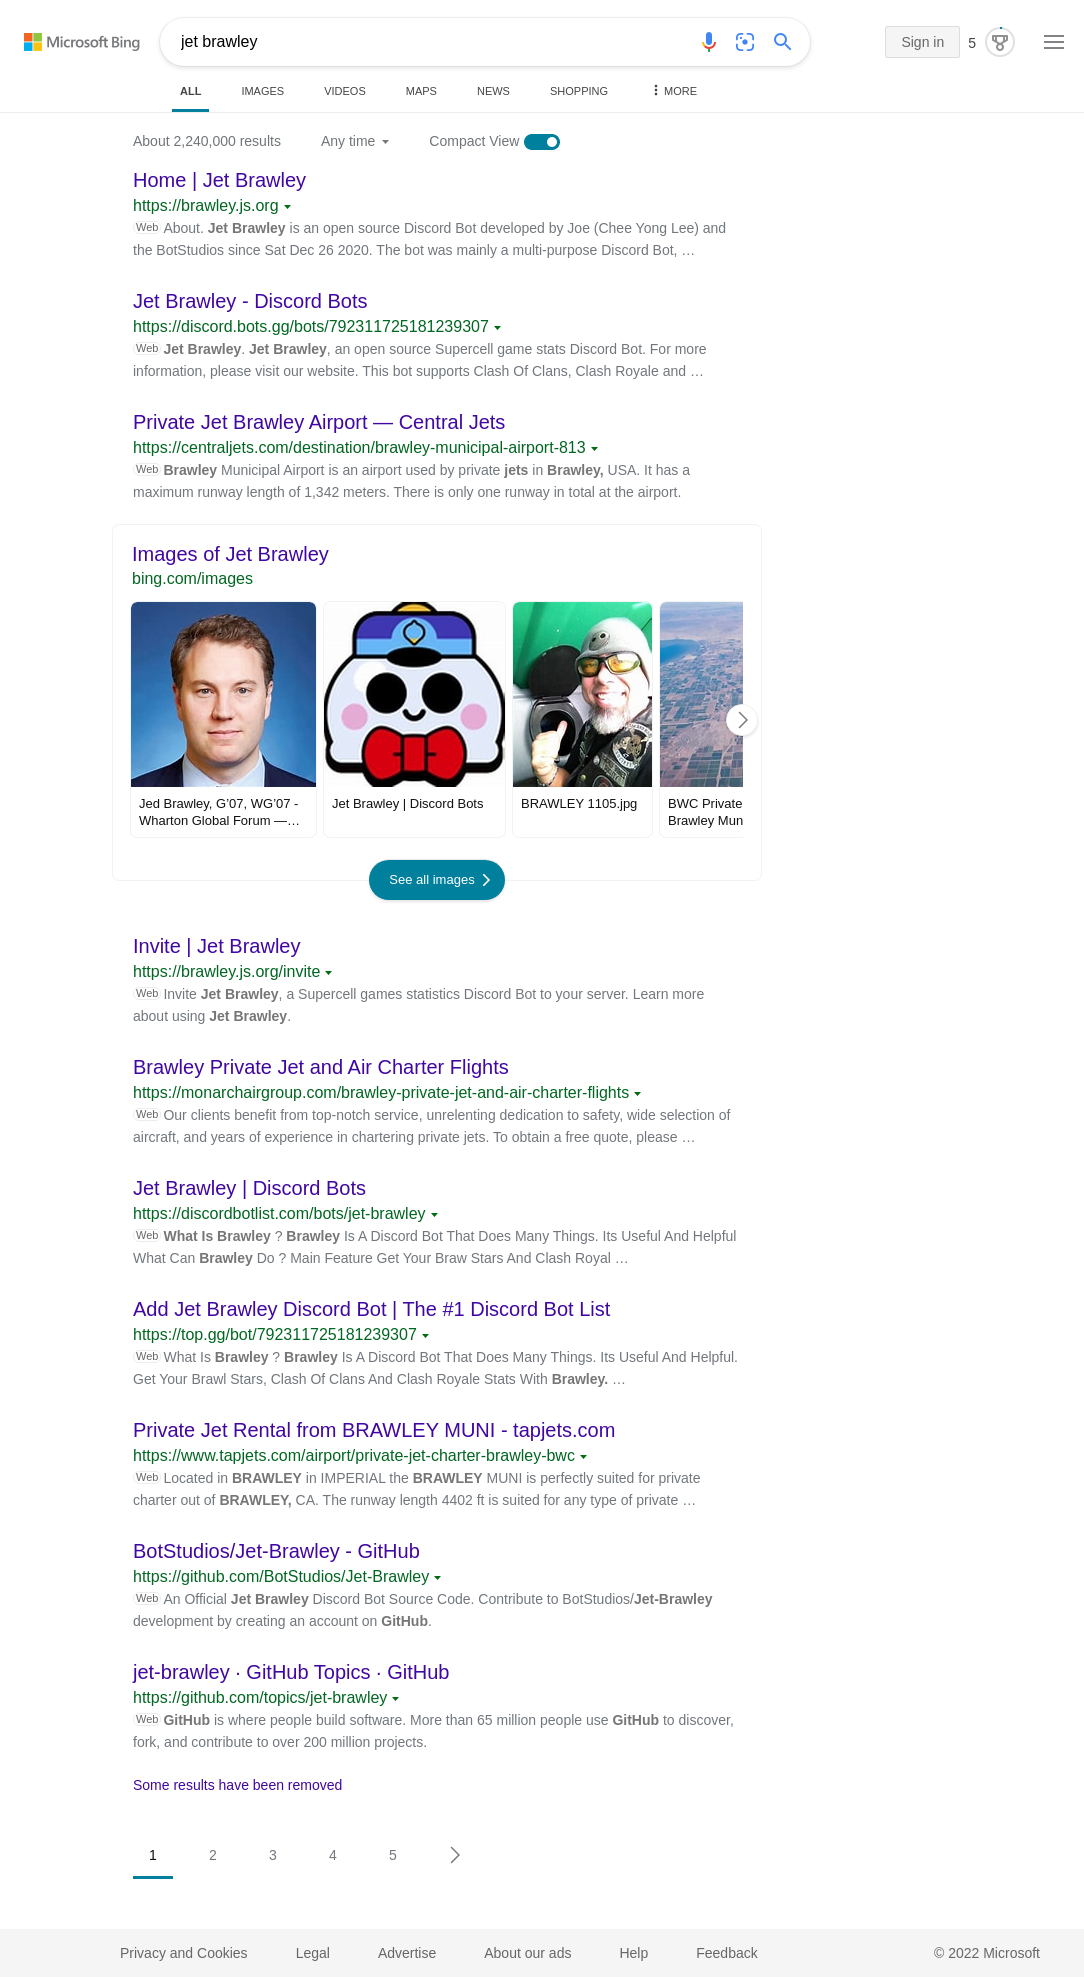 Microsoft Bing
jet brawley
Sign in
5
ALL
IMAGES
VIDEOS
MAPS
NEWS
SHOPPING
MORE
About 2,240,000 results
Any time
Compact View
Home | Jet Brawley
https://brawley.js.org
Web About. Jet Brawley is an open source Discord Bot developed by Joe (Chee Yong Lee) and
the BotStudios since Sat Dec 26 2020. The bot was mainly a multi-purpose Discord Bot, …
Jet Brawley - Discord Bots
https://discord.bots.gg/bots/792311725181239307
Web Jet Brawley. Jet Brawley, an open source Supercell game stats Discord Bot. For more
information, please visit our website. This bot supports Clash Of Clans, Clash Royale and …
Private Jet Brawley Airport — Central Jets
https://centraljets.com/destination/brawley-municipal-airport-813
Web Brawley Municipal Airport is an airport used by private jets in Brawley, USA. It has a
maximum runway length of 1,342 meters. There is only one runway in total at the airport.
Images of Jet Brawley
bing.com/images
Jed Brawley, G'07, WG'07 -
Wharton Global Forum —…
Jet Brawley | Discord Bots
BRAWLEY 1105.jpg
BWC Private
Brawley Mun
See all images
Invite | Jet Brawley
https://brawley.js.org/invite
Web Invite Jet Brawley, a Supercell games statistics Discord Bot to your server. Learn more
about using Jet Brawley.
Brawley Private Jet and Air Charter Flights
https://monarchairgroup.com/brawley-private-jet-and-air-charter-flights
Web Our clients benefit from top-notch service, unrelenting dedication to safety, wide selection of
aircraft, and years of experience in chartering private jets. To obtain a free quote, please …
Jet Brawley | Discord Bots
https://discordbotlist.com/bots/jet-brawley
Web What Is Brawley ? Brawley Is A Discord Bot That Does Many Things. Its Useful And Helpful
What Can Brawley Do ? Main Feature Get Your Braw Stars And Clash Royal …
Add Jet Brawley Discord Bot | The #1 Discord Bot List
https://top.gg/bot/792311725181239307
Web What Is Brawley ? Brawley Is A Discord Bot That Does Many Things. Its Useful And Helpful.
Get Your Brawl Stars, Clash Of Clans And Clash Royale Stats With Brawley. …
Private Jet Rental from BRAWLEY MUNI - tapjets.com
https://www.tapjets.com/airport/private-jet-charter-brawley-bwc
Web Located in BRAWLEY in IMPERIAL the BRAWLEY MUNI is perfectly suited for private
charter out of BRAWLEY, CA. The runway length 4402 ft is suited for any type of private …
BotStudios/Jet-Brawley - GitHub
https://github.com/BotStudios/Jet-Brawley
Web An Official Jet Brawley Discord Bot Source Code. Contribute to BotStudios/Jet-Brawley
development by creating an account on GitHub.
jet-brawley · GitHub Topics · GitHub
https://github.com/topics/jet-brawley
Web GitHub is where people build software. More than 65 million people use GitHub to discover,
fork, and contribute to over 200 million projects.
Some results have been removed
1
2
3
4
5
Privacy and Cookies
Legal
Advertise
About our ads
Help
Feedback
© 2022 Microsoft